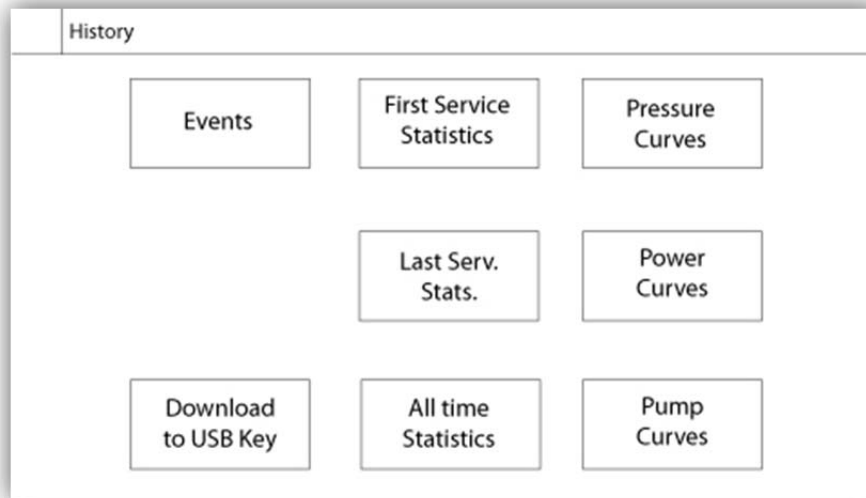 History
Events
First Service
Statistics
Pressure
Curves
Last Serv.
Stats.
Power
Curves
Download
to USB Key
All time
Statistics
Pump
Curves